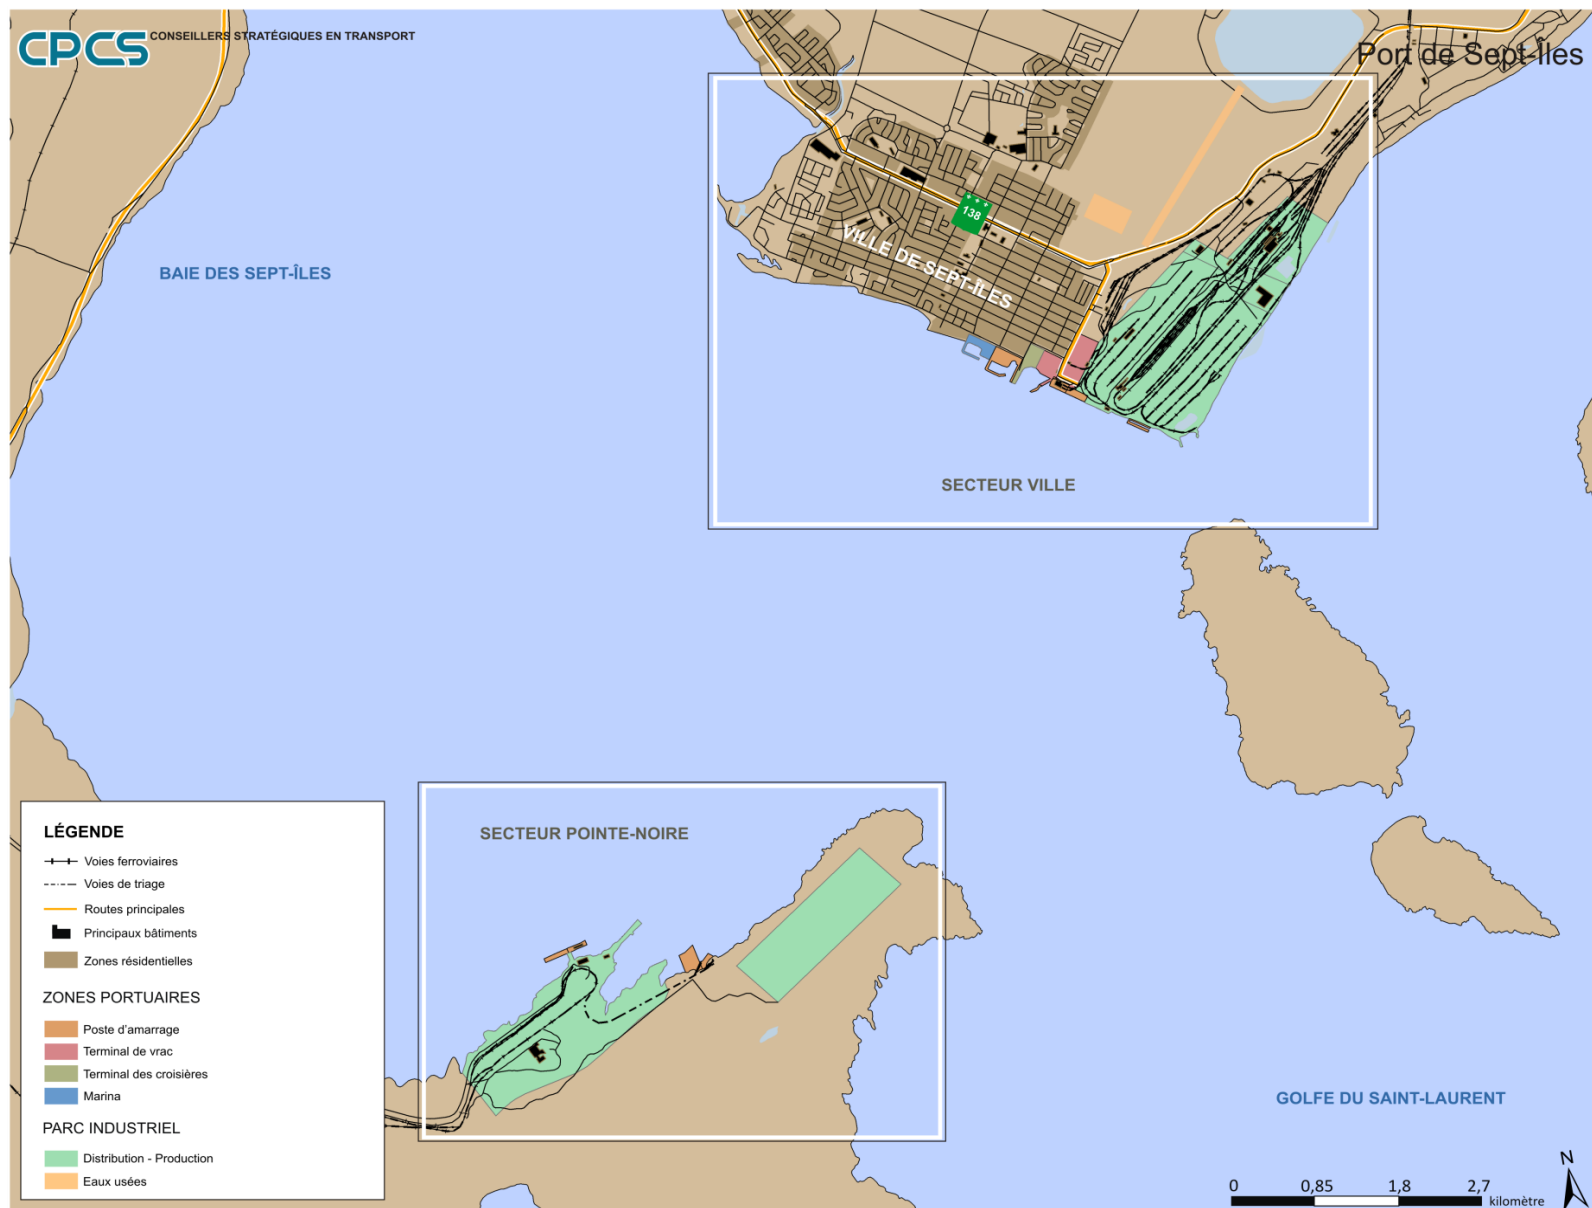 CPCS CONSEILLERS STRATÉGIQUES EN TRANSPORT
Port de Sept-Îles
138
VILLE DE SEPT-ÎLES
BAIE DES SEPT-ÎLES
SECTEUR VILLE
SECTEUR POINTE-NOIRE
LÉGENDE
Voies ferroviaires
Voies de triage
Routes principales
Principaux bâtiments
Zones résidentielles
ZONES PORTUAIRES
Poste d'amarrage
Terminal de vrac
Terminal des croisières
Marina
PARC INDUSTRIEL
Distribution - Production
Eaux usées
GOLFE DU SAINT-LAURENT
N
0 0,85 1,8 2,7
kilomètre